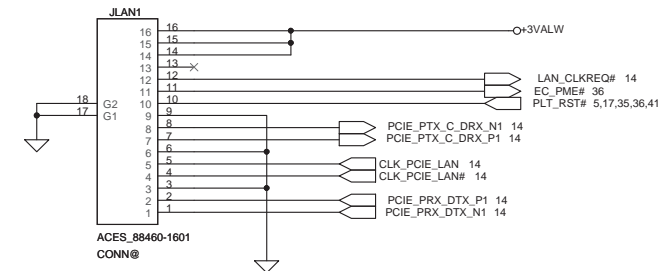 JLAN1
16 16 +3VALW
15 15
14 14
13 13
12 12 LAN_CLKREQ# 14
11 11 EC_PME# 36
18 G2 10 10 PLT_RST# 5,17,35,36,41
17 G1 9 9
8 8 PCIE_PTX_C_DRX_N1 14
7 7 PCIE_PTX_C_DRX_P1 14
6 6
5 5 CLK_PCIE_LAN 14
4 4 CLK_PCIE_LAN# 14
3 3
2 2 PCIE_PRX_DTX_P1 14
1 1 PCIE_PRX_DTX_N1 14
ACES_88460-1601
CONN@